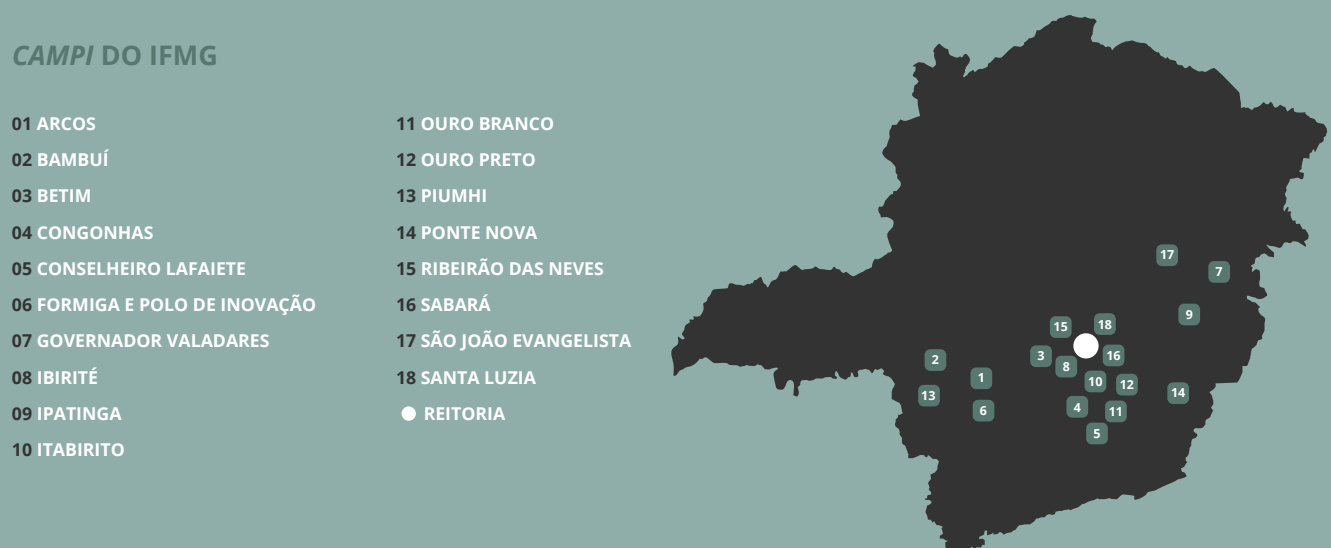 CAMPI DO IFMG
01 ARCOS
02 BAMBUÍ
03 BETIM
04 CONGONHAS
05 CONSELHEIRO LAFAIETE
06 FORMIGA E POLO DE INOVAÇÃO
07 GOVERNADOR VALADARES
08 IBIRITÉ
09 IPATINGA
10 ITABIRITO
11 OURO BRANCO
12 OURO PRETO
13 PIUMHI
14 PONTE NOVA
15 RIBEIRÃO DAS NEVES
16 SABARÁ
17 SÃO JOÃO EVANGELISTA
18 SANTA LUZIA
REITORIA
17
7
9
18
15
16
3
2
8
1
10
12
14
13
4
6
11
5